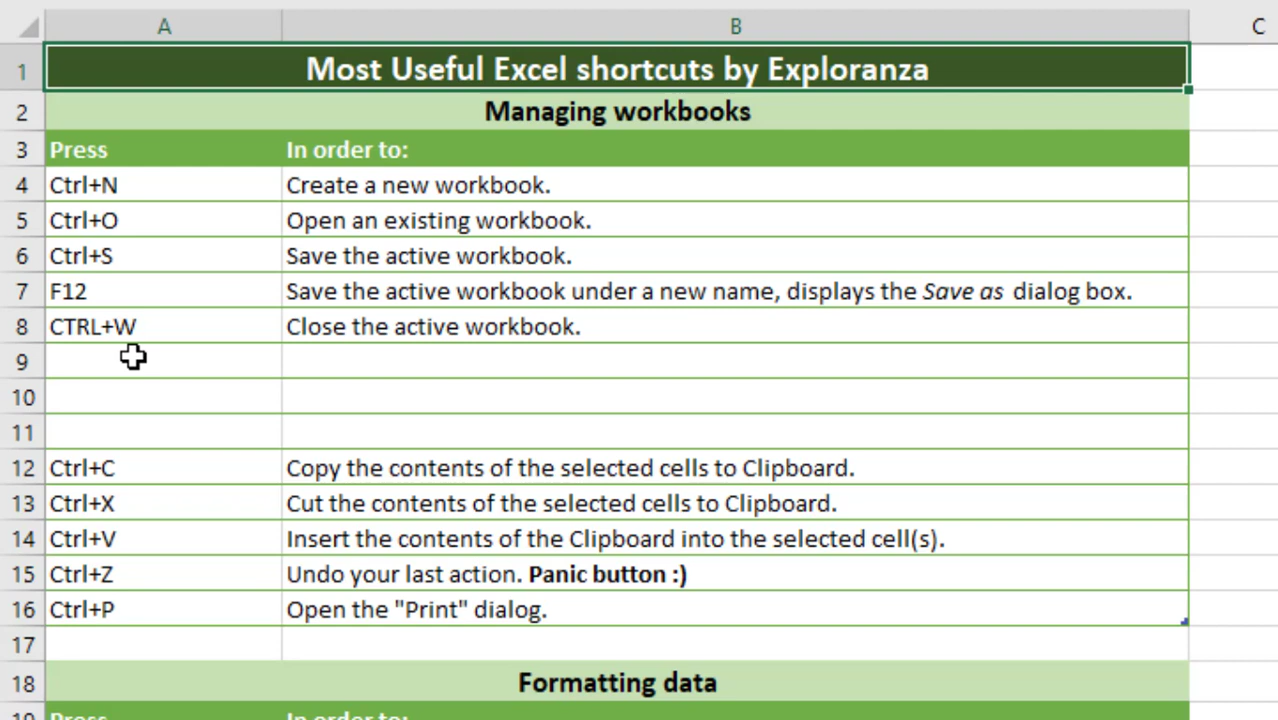 A B C
1 Most Useful Excel shortcuts by Exploranza
2 Managing workbooks
3 Press In order to:
4 Ctrl+N Create a new workbook.
5 Ctrl+O Open an existing workbook.
6 Ctrl+S Save the active workbook.
7 F12 Save the active workbook under a new name, displays the Save as dialog box.
8 CTRL+W Close the active workbook.
9
10
11
12 Ctrl+C Copy the contents of the selected cells to Clipboard.
13 Ctrl+X Cut the contents of the selected cells to Clipboard.
14 Ctrl+V Insert the contents of the Clipboard into the selected cell(s).
15 Ctrl+Z Undo your last action. Panic button :)
16 Ctrl+P Open the "Print" dialog.
17
18 Formatting data
19 Press In order to: